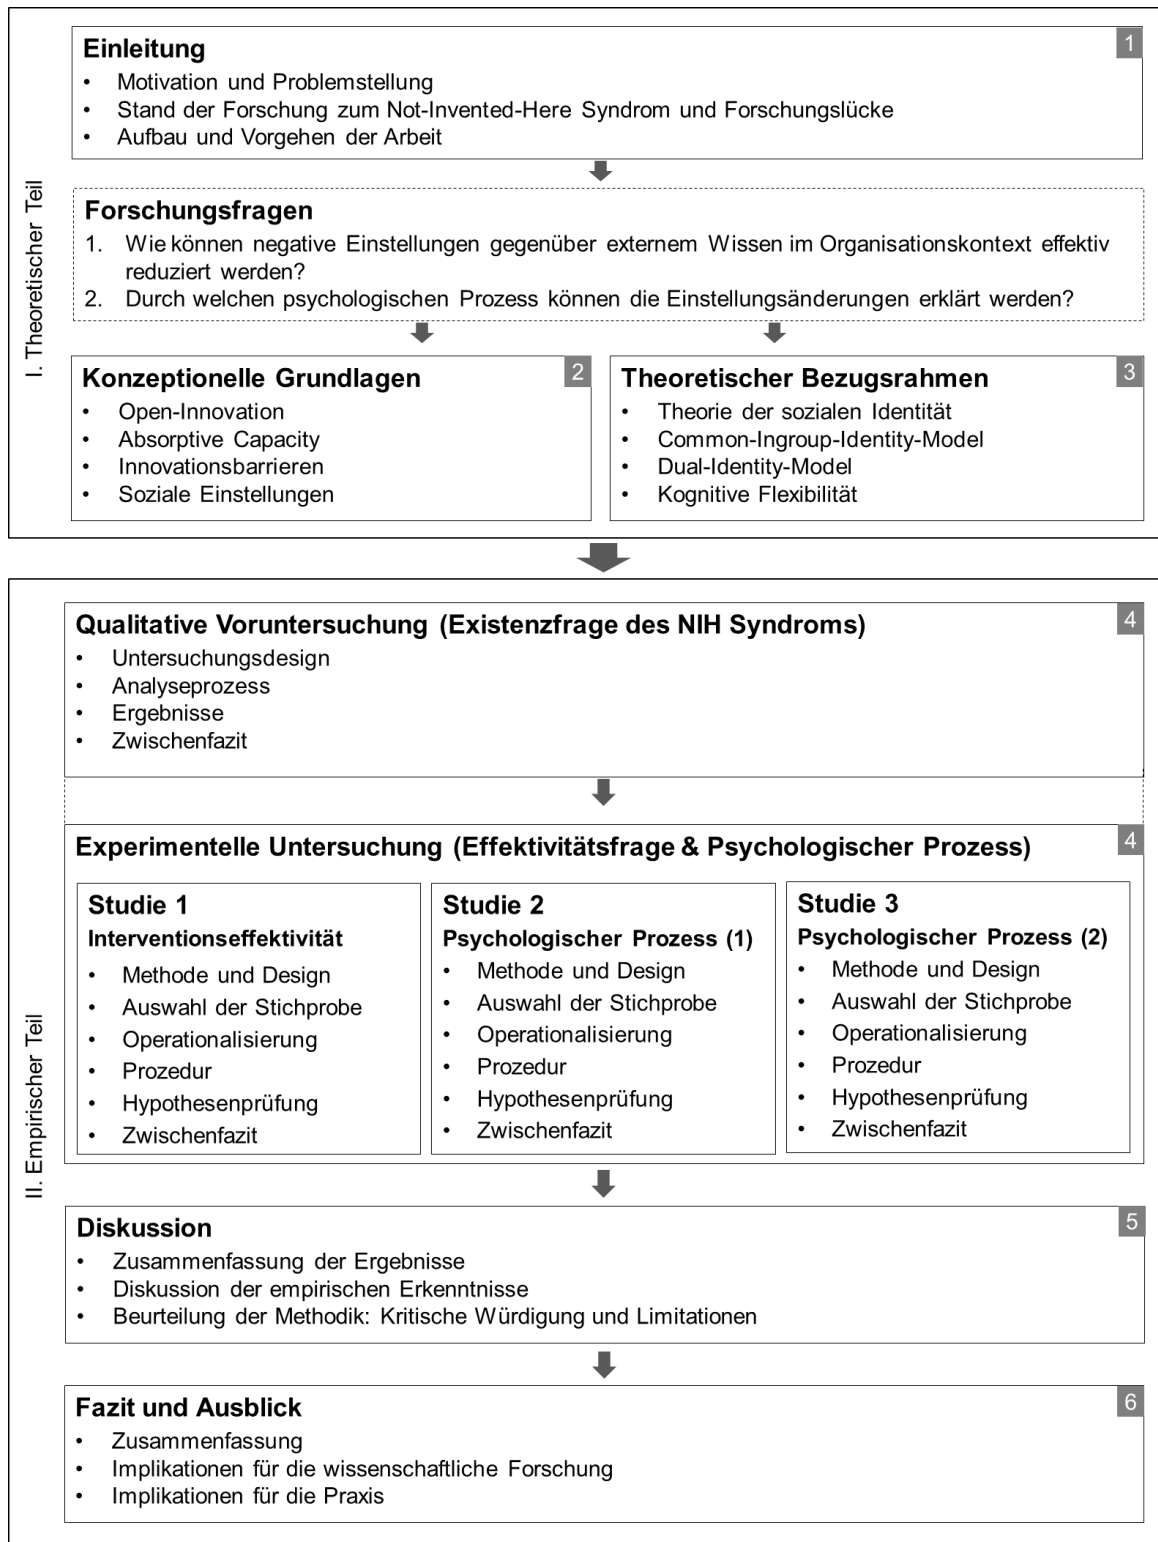 I. Theoretischer Teil
Einleitung
1
• Motivation und Problemstellung
• Stand der Forschung zum Not-Invented-Here Syndrom und Forschungslücke
• Aufbau und Vorgehen der Arbeit
Forschungsfragen
1. Wie können negative Einstellungen gegenüber externem Wissen im Organisationskontext effektiv
reduziert werden?
2. Durch welchen psychologischen Prozess können die Einstellungsänderungen erklärt werden?
Konzeptionelle Grundlagen
2
• Open-Innovation
• Absorptive Capacity
• Innovationsbarrieren
• Soziale Einstellungen
Theoretischer Bezugsrahmen
3
• Theorie der sozialen Identität
• Common-Ingroup-Identity-Model
• Dual-Identity-Model
• Kognitive Flexibilität
II. Empirischer Teil
Qualitative Voruntersuchung (Existenzfrage des NIH Syndroms)
4
• Untersuchungsdesign
• Analyseprozess
• Ergebnisse
• Zwischenfazit
Experimentelle Untersuchung (Effektivitätsfrage & Psychologischer Prozess)
4
Studie 1
Interventionseffektivität
• Methode und Design
• Auswahl der Stichprobe
• Operationalisierung
• Prozedur
• Hypothesenprüfung
• Zwischenfazit
Studie 2
Psychologischer Prozess (1)
• Methode und Design
• Auswahl der Stichprobe
• Operationalisierung
• Prozedur
• Hypothesenprüfung
• Zwischenfazit
Studie 3
Psychologischer Prozess (2)
• Methode und Design
• Auswahl der Stichprobe
• Operationalisierung
• Prozedur
• Hypothesenprüfung
• Zwischenfazit
Diskussion
5
• Zusammenfassung der Ergebnisse
• Diskussion der empirischen Erkenntnisse
• Beurteilung der Methodik: Kritische Würdigung und Limitationen
Fazit und Ausblick
6
• Zusammenfassung
• Implikationen für die wissenschaftliche Forschung
• Implikationen für die Praxis